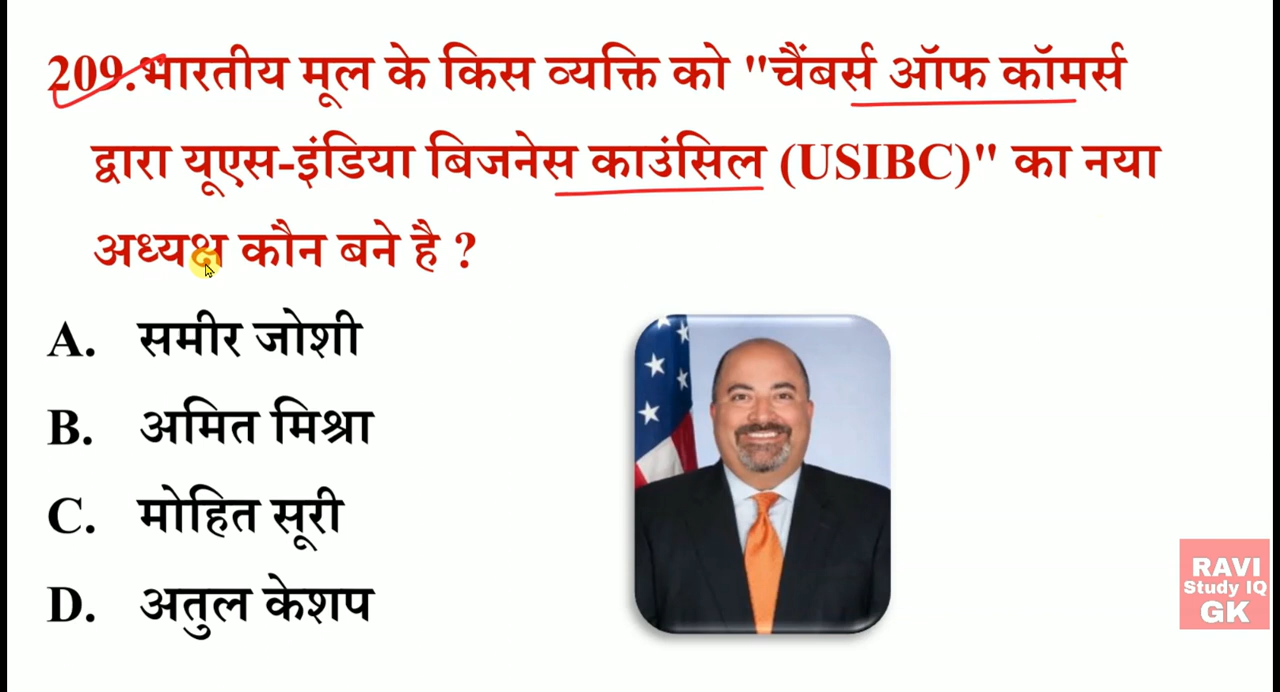 209.भारतीय मूल के किस व्यक्ति को "चैंबर्स ऑफ कॉमर्स
द्वारा यूएस-इंडिया बिजनेस काउंसिल (USIBC)" का नया
अध्यक्ष कौन बने है ?
A. समीर जोशी
B. अमित मिश्रा
C. मोहित सूरी
D. अतुल केशप
RAVI
Study IQ
GK